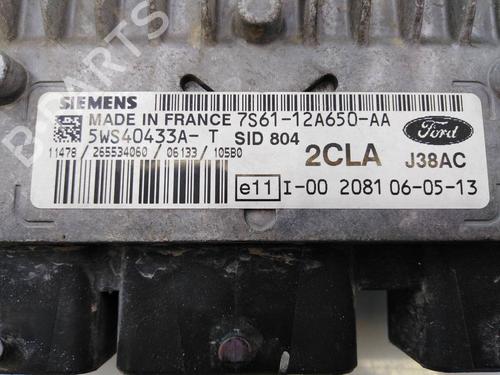 SIEMENS
MADE IN FRANCE 7S61-12A650-AA
5WS40433A- T SID 804
Ford
11478 / 265534060 / 06133 / 105B0
2CLA J38AC
e11 I-00 2081 06-05-13
B PARTS